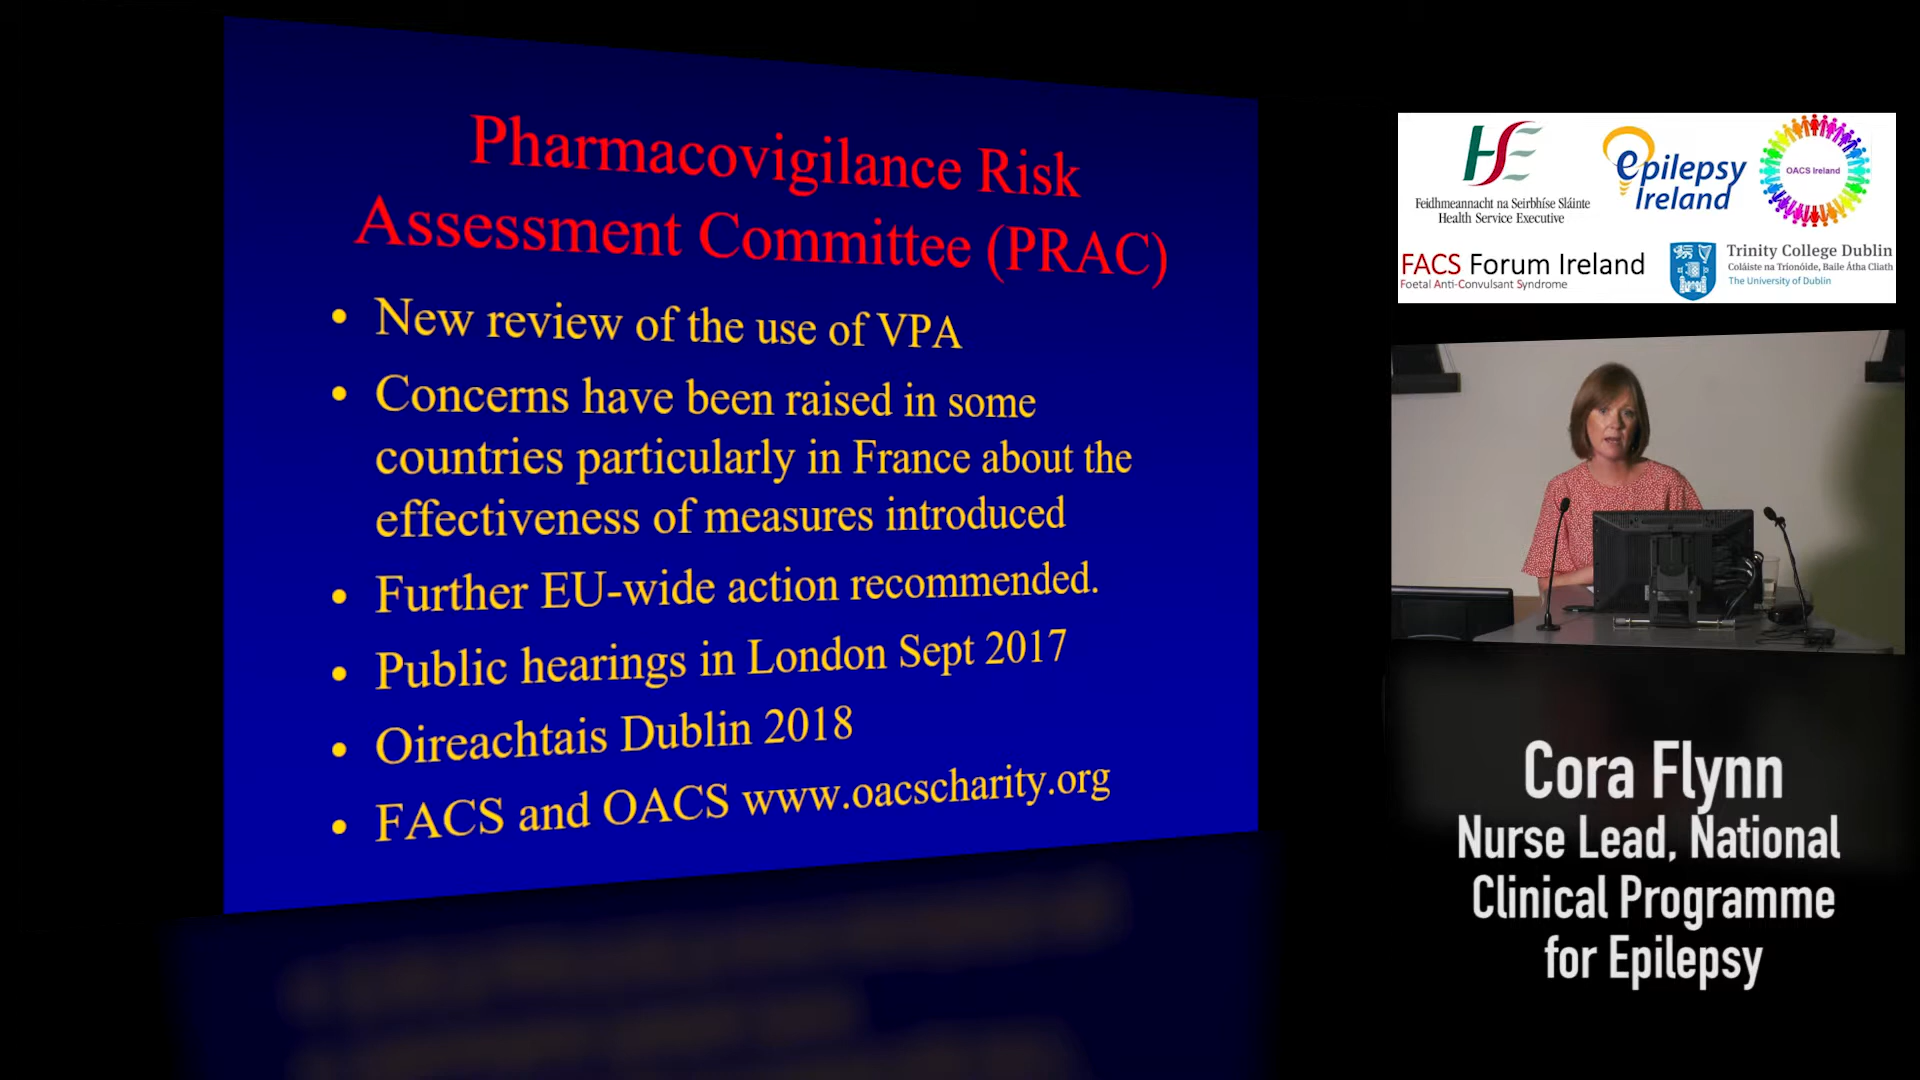 Pharmacovigilance Risk
Assessment Committee (PRAC)
• New review of the use of VPA
• Concerns have been raised in some
countries particularly in France about the
effectiveness of measures introduced
• Further EU-wide action recommended.
• Public hearings in London Sept 2017
• Oireachtais Dublin 2018
• FACS and OACS www.oacscharity.org
HSE
Feidhmeannacht na Seirbhíse Sláinte
Health Service Executive
epilepsy
Ireland
OACS Ireland
FACS Forum Ireland
Foetal Anti-Convulsant Syndrome
Trinity College Dublin
Coláiste na Tríonóide, Baile Átha Cliath
The University of Dublin
Cora Flynn
Nurse Lead, National
Clinical Programme
for Epilepsy